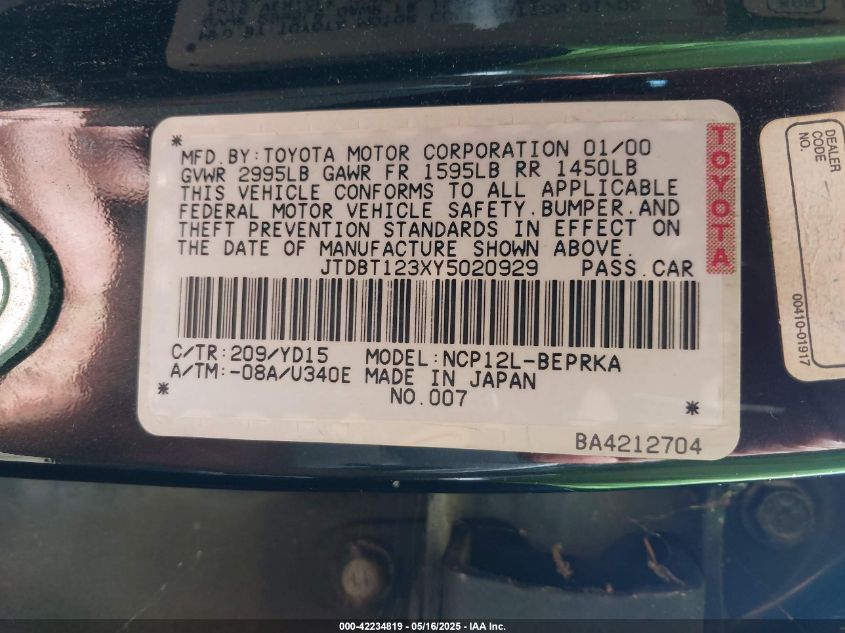 *
MFD. BY: TOYOTA MOTOR CORPORATION 01/00
GVWR 2995LB GAWR FR 1595LB RR 1450LB
THIS VEHICLE CONFORMS TO ALL APPLICABLE
FEDERAL MOTOR VEHICLE SAFETY, BUMPER, AND
THEFT PREVENTION STANDARDS IN EFFECT ON
THE DATE OF MANUFACTURE SHOWN ABOVE.
JTDBT123XY5020929 PASS. CAR
C/TR: 209/YD15 MODEL: NCP12L-BEPRKA
A/TM: -08A/U340E MADE IN JAPAN
* NO. 007 *
BA4212704
TOYOTA
DEALER
CODE
NO.
00410-01917
000-42234819 - 05/16/2025 - IAA Inc.